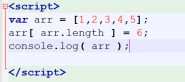 <script>
var arr = [1,2,3,4,5];
arr[ arr.length ] = 6;
console.log( arr );
</script>